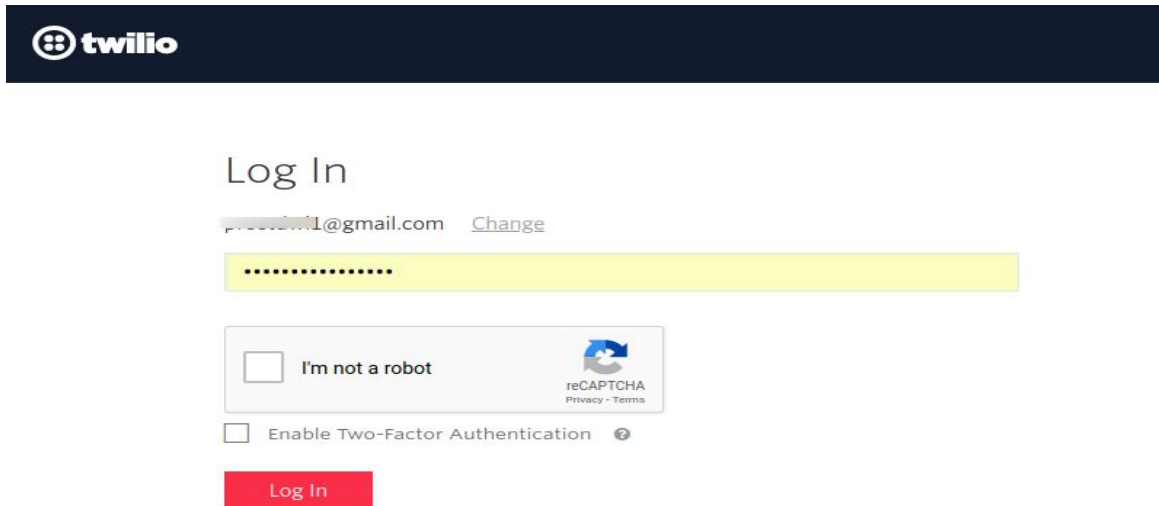 twilio
Log In
1@gmail.com Change
••••••••••••••••
I'm not a robot
reCAPTCHA
Privacy - Terms
Enable Two-Factor Authentication
Log In